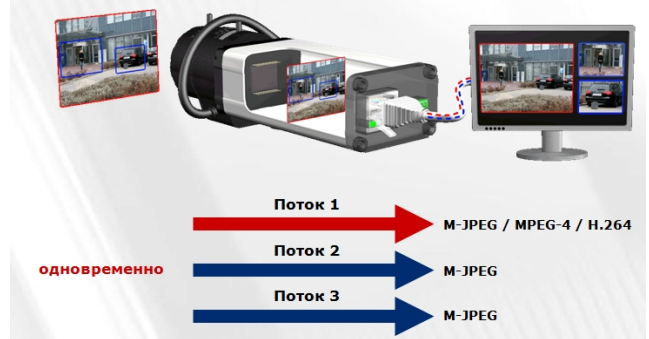 Поток 1
M-JPEG / MPEG-4 / H.264
Поток 2
одновременно
M-JPEG
Поток 3
M-JPEG